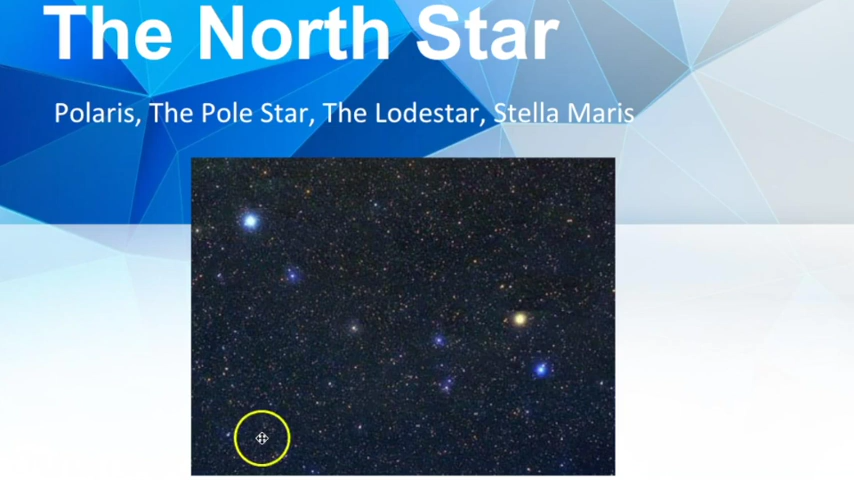 The North Star
Polaris, The Pole Star, The Lodestar, Stella Maris